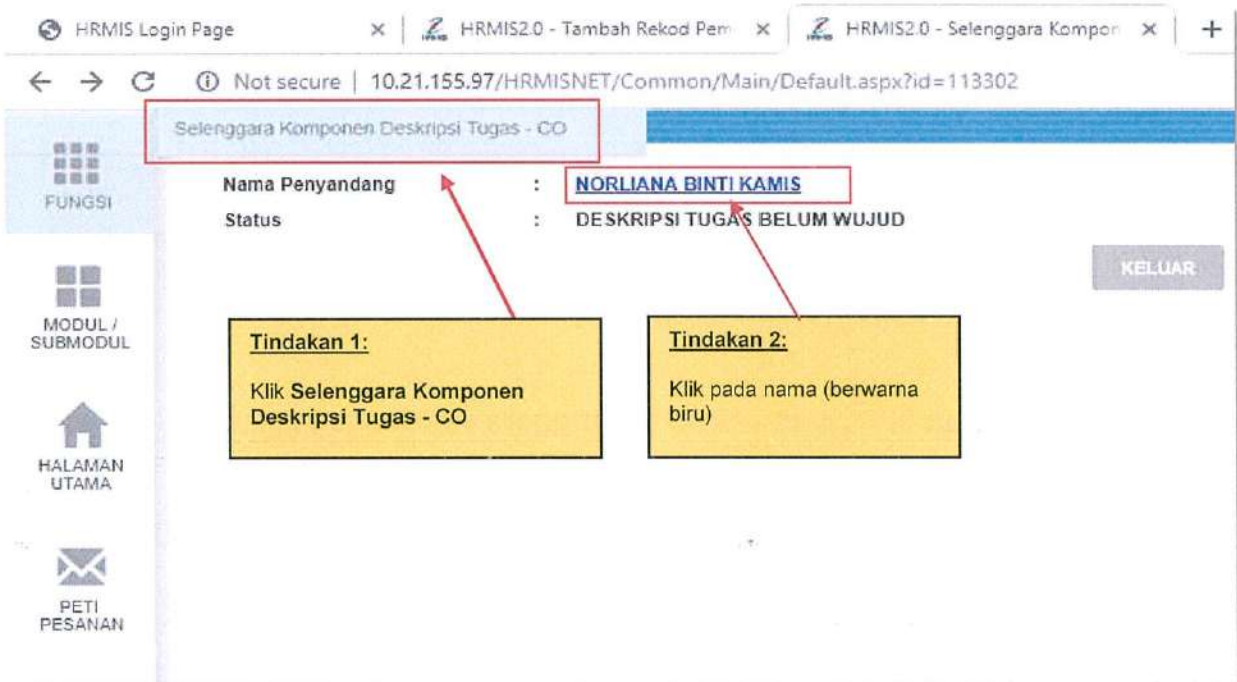 HRMIS Login Page
HRMIS2.0 - Tambah Rekod Pem
HRMIS2.0 - Selenggara Kompon
Not secure | 10.21.155.97/HRMISNET/Common/Main/Default.aspx?id=113302
Selenggara Komponen Deskripsi Tugas - CO
FUNGSI
Nama Penyandang : NORLIANA BINTI KAMIS
Status : DESKRIPSI TUGAS BELUM WUJUD
KELUAR
MODUL /
SUBMODUL
Tindakan 1:
Klik Selenggara Komponen
Deskripsi Tugas - CO
Tindakan 2:
Klik pada nama (berwarna
biru)
HALAMAN
UTAMA
PETI
PESANAN